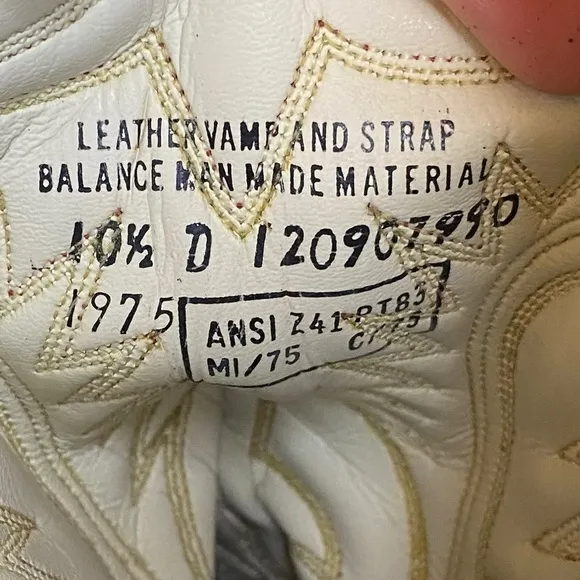 LEATHER VAMP AND STRAP
BALANCE MAN MADE MATERIAL
10½ D 120907990
1975
ANSI Z41 PT83
MI/75 C/75